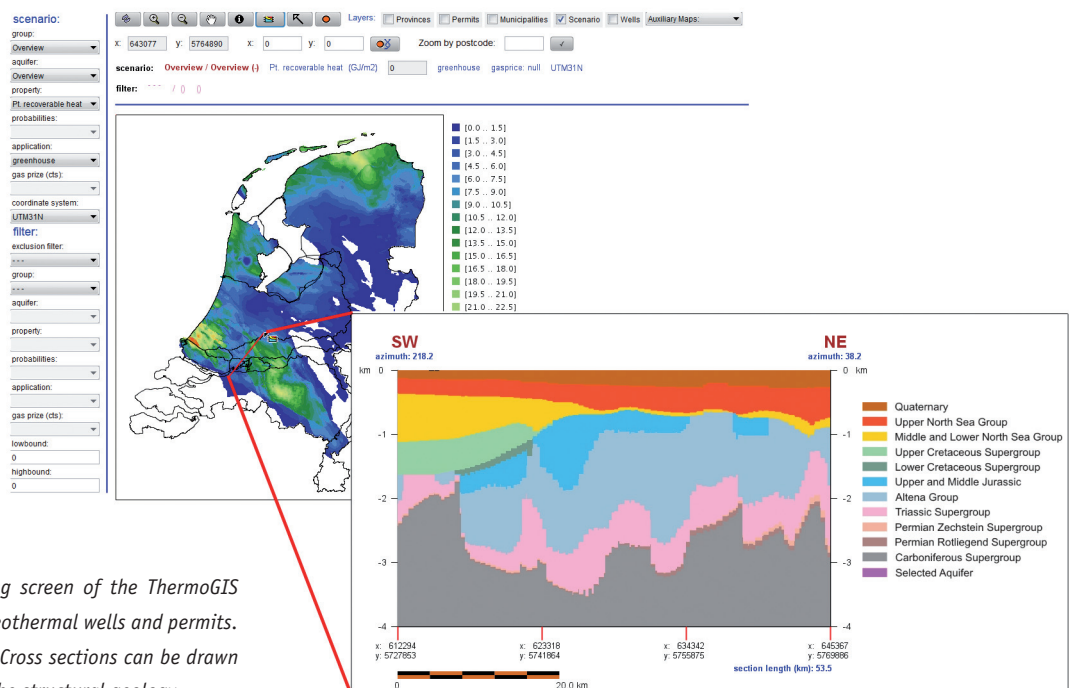 scenario:
group:
Overview
aquifer:
Overview
property:
Pt. recoverable heat
probabilities:
application:
greenhouse
gas prize (cts):
coordinate system:
UTM31N
filter:
exclusion filter:
---
group:
---
aquifer:
property:
probabilities:
application:
gas prize (cts):
lowbound:
0
highbound:
0
Layers: Provinces Permits Municipalities Scenario Wells Auxiliary Maps:
x: 643077 y: 5764890 x: 0 y: 0 Zoom by postcode:
scenario: Overview / Overview (-) Pt. recoverable heat (GJ/m2) 0 greenhouse gasprice: null UTM31N
filter: --- / () ()
[0.0 .. 1.5]
[1.5 .. 3.0]
[3.0 .. 4.5]
[4.5 .. 6.0]
[6.0 .. 7.5]
[7.5 .. 9.0]
[9.0 .. 10.5]
[10.5 .. 12.0]
[12.0 .. 13.5]
[13.5 .. 15.0]
[15.0 .. 16.5]
[16.5 .. 18.0]
[18.0 .. 19.5]
[19.5 .. 21.0]
[21.0 .. 22.5]
SW
azimuth: 218.2
NE
azimuth: 38.2
km 0
-1
-2
-3
-4
0 km
-1
-2
-3
-4
Quaternary
Upper North Sea Group
Middle and Lower North Sea Group
Upper Cretaceous Supergroup
Lower Cretaceous Supergroup
Upper and Middle Jurassic
Altena Group
Triassic Supergroup
Permian Zechstein Supergroup
Permian Rotliegend Supergroup
Carboniferous Supergroup
Selected Aquifer
x: 612294
y: 5727853
x: 623318
y: 5741864
x: 634342
y: 5755875
x: 645367
y: 5769886
section length (km): 53.5
0 20.0 km
g screen of the ThermoGIS
eothermal wells and permits.
Cross sections can be drawn
he structural geology